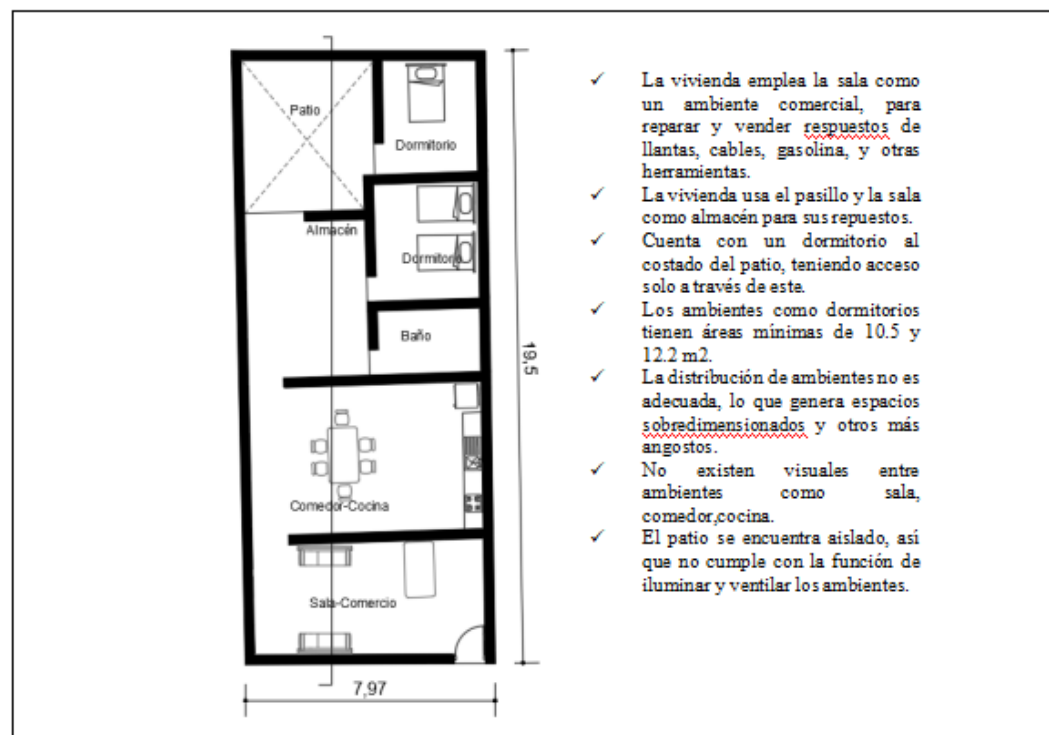 Patio
Dormitorio
Almacén
Dormitorio
Baño
19,5
Comedor-Cocina
Sala-Comercio
7,97
✓ La vivienda emplea la sala como
un ambiente comercial, para
reparar y vender respuestos de
llantas, cables, gasolina, y otras
herramientas.
✓ La vivienda usa el pasillo y la sala
como almacén para sus repuestos.
✓ Cuenta con un dormitorio al
costado del patio, teniendo acceso
solo a través de este.
✓ Los ambientes como dormitorios
tienen áreas mínimas de 10.5 y
12.2 m2.
✓ La distribución de ambientes no es
adecuada, lo que genera espacios
sobredimensionados y otros más
angostos.
✓ No existen visuales entre
ambientes como sala,
comedor,cocina.
✓ El patio se encuentra aislado, así
que no cumple con la función de
iluminar y ventilar los ambientes.